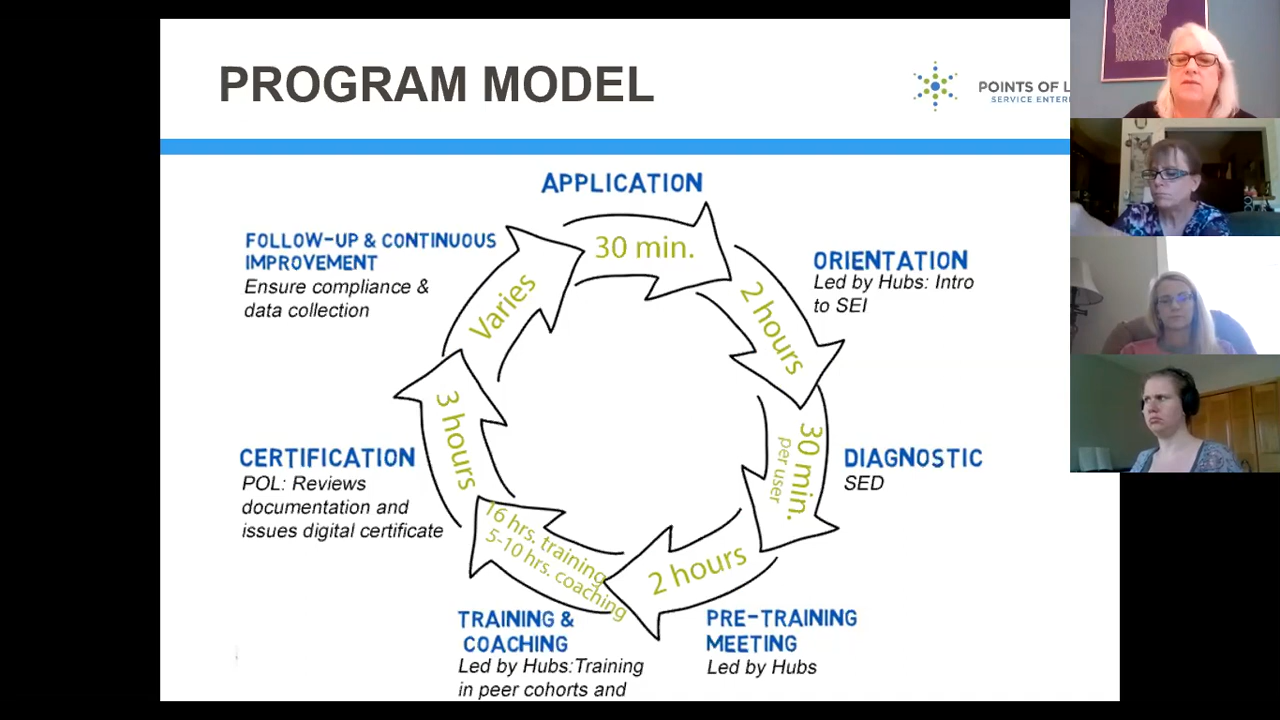 PROGRAM MODEL
POINTS OF L
SERVICE ENTER
APPLICATION
30 min.
ORIENTATION
Led by Hubs: Intro
to SEI
2 hours
DIAGNOSTIC
SED
30 min.
per user
PRE-TRAINING
MEETING
Led by Hubs
2 hours
TRAINING &
COACHING
Led by Hubs:Training
in peer cohorts and
16 hrs. training
5-10 hrs. coaching
CERTIFICATION
POL: Reviews
documentation and
issues digital certificate
3 hours
FOLLOW-UP & CONTINUOUS
IMPROVEMENT
Ensure compliance &
data collection
Varies